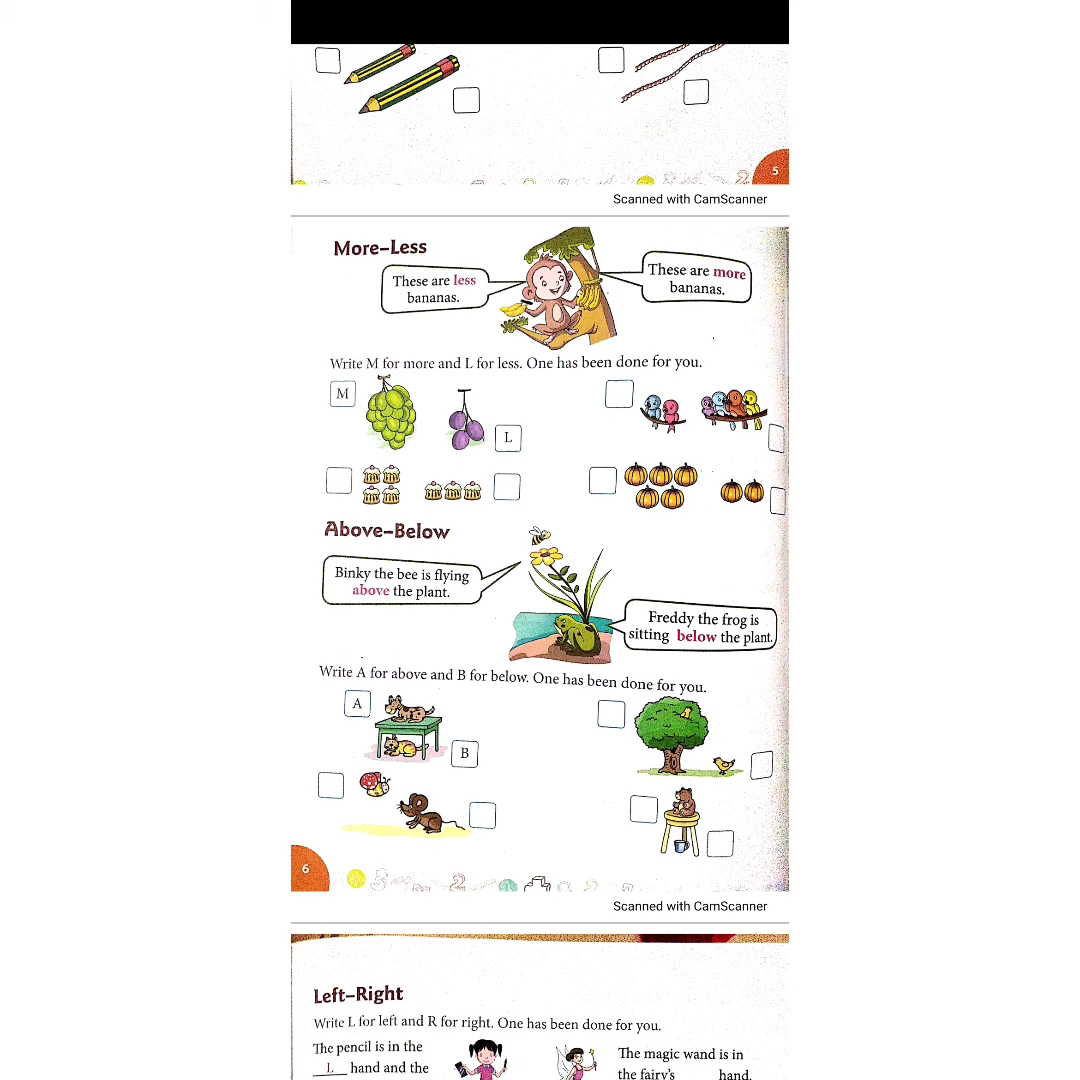 5
Scanned with CamScanner
More–Less
These are less
bananas.
These are more
bananas.
Write M for more and L for less. One has been done for you.
M
L
Above–Below
Binky the bee is flying
above the plant.
Freddy the frog is
sitting below the plant.
Write A for above and B for below. One has been done for you.
A
B
6
2
Scanned with CamScanner
Left–Right
Write L for left and R for right. One has been done for you.
The pencil is in the
L hand and the
The magic wand is in
the fairy's ____ hand.